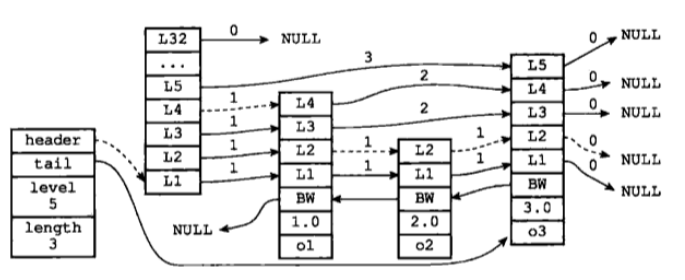 header
tail
level
5
length
3
L32
...
L5
L4
L3
L2
L1
0
NULL
3
1
1
1
1
L4
L3
L2
L1
BW
1.0
o1
NULL
2
2
1
1
L2
L1
BW
2.0
o2
1
1
L5
L4
L3
L2
L1
BW
3.0
o3
0
NULL
0
NULL
0
NULL
0
NULL
0
NULL